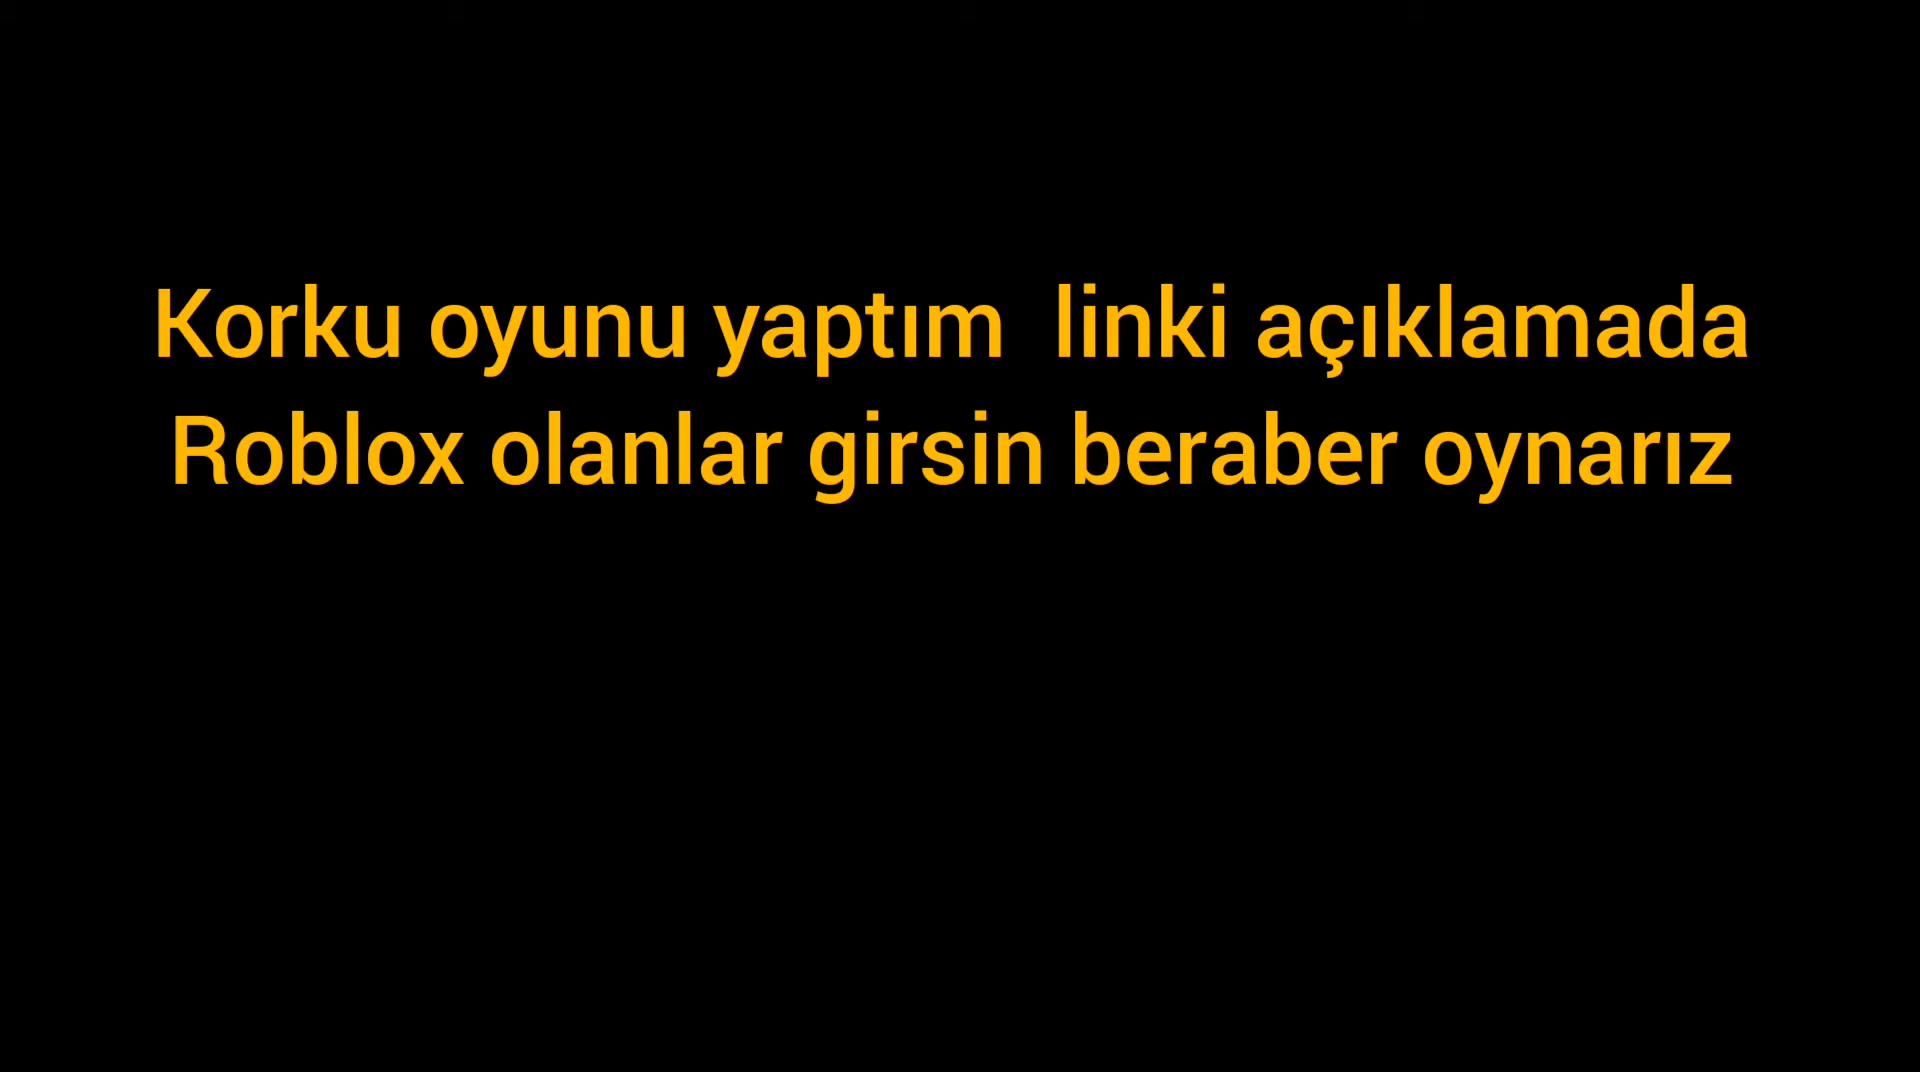 Korku oyunu yaptım  linki açıklamada
Roblox olanlar girsin beraber oynarız